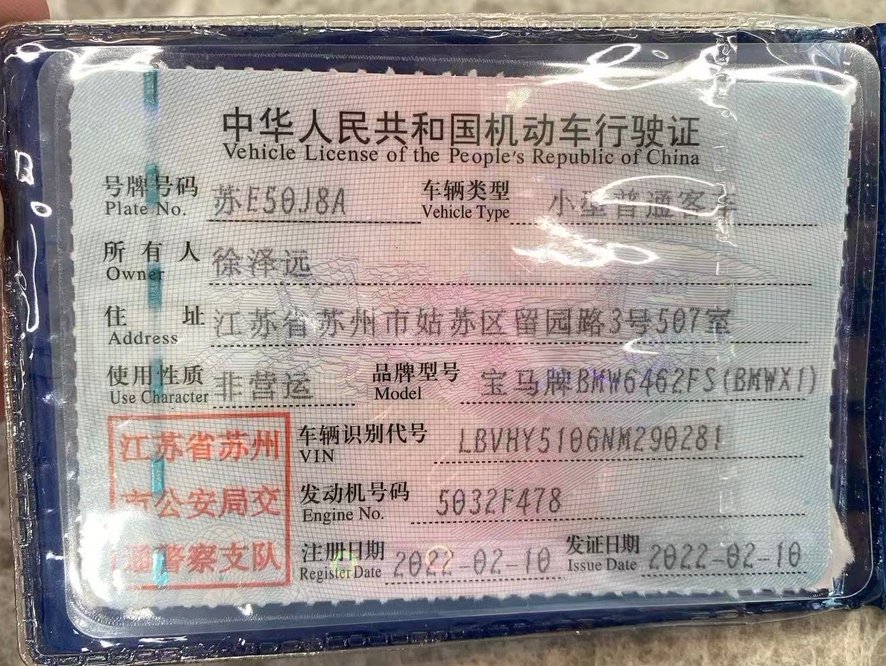 中华人民共和国机动车行驶证
Vehicle License of the People's Republic of China
号牌号码 苏E50J8A 车辆类型 小型普通客车
Plate No. Vehicle Type
所有人 徐泽远
Owner
住址 江苏省苏州市姑苏区留园路3号507室
Address
使用性质 非营运 品牌型号 宝马牌BMW6462FS(BMWX1)
Use Character Model
江苏省苏州
市公安局交
通警察支队
车辆识别代号 LBVHY5106NM290281
VIN
发动机号码 5032F478
Engine No.
注册日期 2022-02-10 发证日期 2022-02-10
Register Date Issue Date